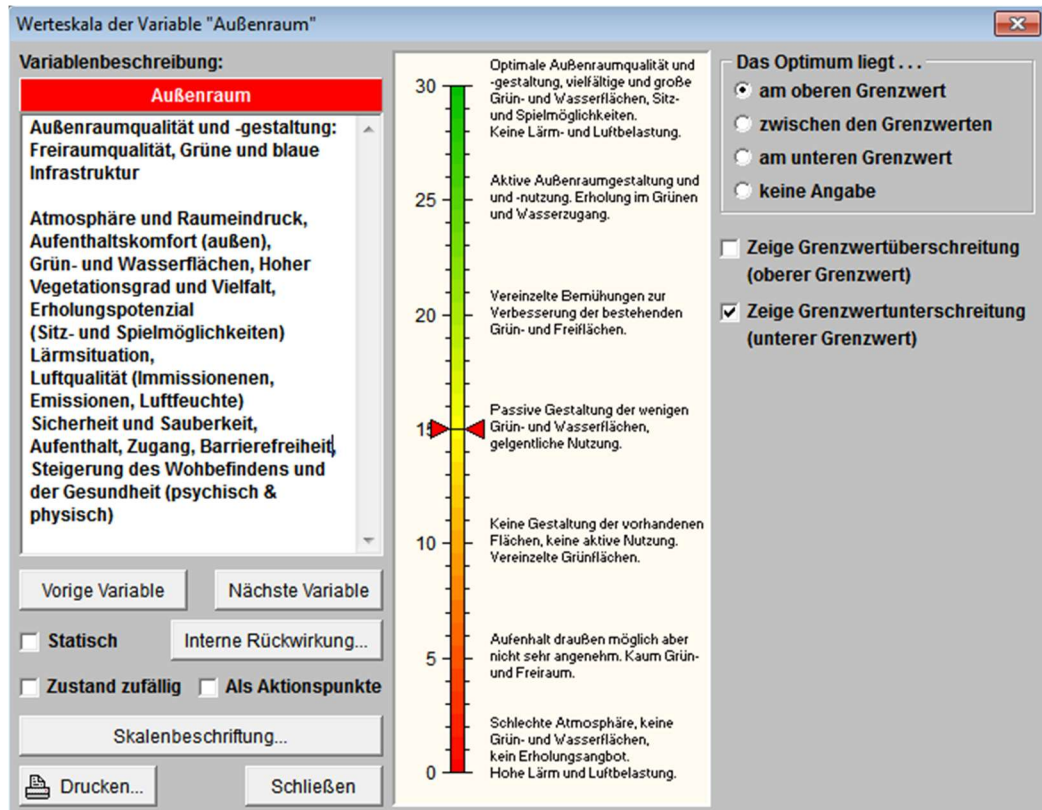 Werteskala der Variable "Außenraum"
Variablenbeschreibung:
Außenraum
Außenraumqualität und -gestaltung:
Freiraumqualität, Grüne und blaue
Infrastruktur
Atmosphäre und Raumeindruck,
Aufenthaltskomfort (außen),
Grün- und Wasserflächen, Hoher
Vegetationsgrad und Vielfalt,
Erholungspotenzial
(Sitz- und Spielmöglichkeiten)
Lärmsituation,
Luftqualität (Immissionenen,
Emissionen, Luftfeuchte)
Sicherheit und Sauberkeit,
Aufenthalt, Zugang, Barrierefreiheit,
Steigerung des Wohbefindens und
der Gesundheit (psychisch &
physisch)
Vorige Variable
Nächste Variable
Statisch
Interne Rückwirkung...
Zustand zufällig
Als Aktionspunkte
Skalenbeschriftung...
Drucken...
Schließen
30
Optimale Außenraumqualität und
-gestaltung, vielfältige und große
Grün- und Wasserflächen, Sitz-
und Spielmöglichkeiten.
Keine Lärm- und Luftbelastung.
25
Aktive Außenraumgestaltung und
und -nutzung. Erholung im Grünen
und Wasserzugang.
20
Vereinzelte Bemühungen zur
Verbesserung der bestehenden
Grün- und Freiflächen.
15
Passive Gestaltung der wenigen
Grün- und Wasserflächen,
gelgentliche Nutzung.
10
Keine Gestaltung der vorhandenen
Flächen, keine aktive Nutzung.
Vereinzelte Grünflächen.
5
Aufenhalt draußen möglich aber
nicht sehr angenehm. Kaum Grün-
und Freiraum.
0
Schlechte Atmosphäre, keine
Grün- und Wasserflächen,
kein Erholungsangbot.
Hohe Lärm und Luftbelastung.
Das Optimum liegt . . .
am oberen Grenzwert
zwischen den Grenzwerten
am unteren Grenzwert
keine Angabe
Zeige Grenzwertüberschreitung
(oberer Grenzwert)
Zeige Grenzwertunterschreitung
(unterer Grenzwert)